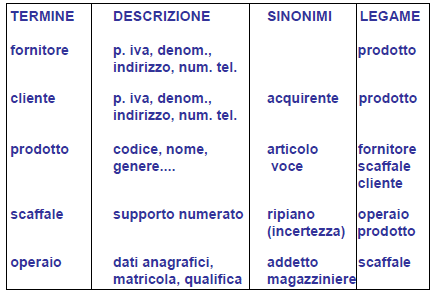 TERMINE DESCRIZIONE SINONIMI LEGAME
fornitore p. iva, denom., prodotto
indirizzo, num. tel.
cliente p. iva, denom., acquirente prodotto
indirizzo, num. tel.
prodotto codice, nome, articolo fornitore
genere.... voce scaffale
cliente
scaffale supporto numerato ripiano operaio
(incertezza) prodotto
operaio dati anagrafici, addetto scaffale
matricola, qualifica magazziniere